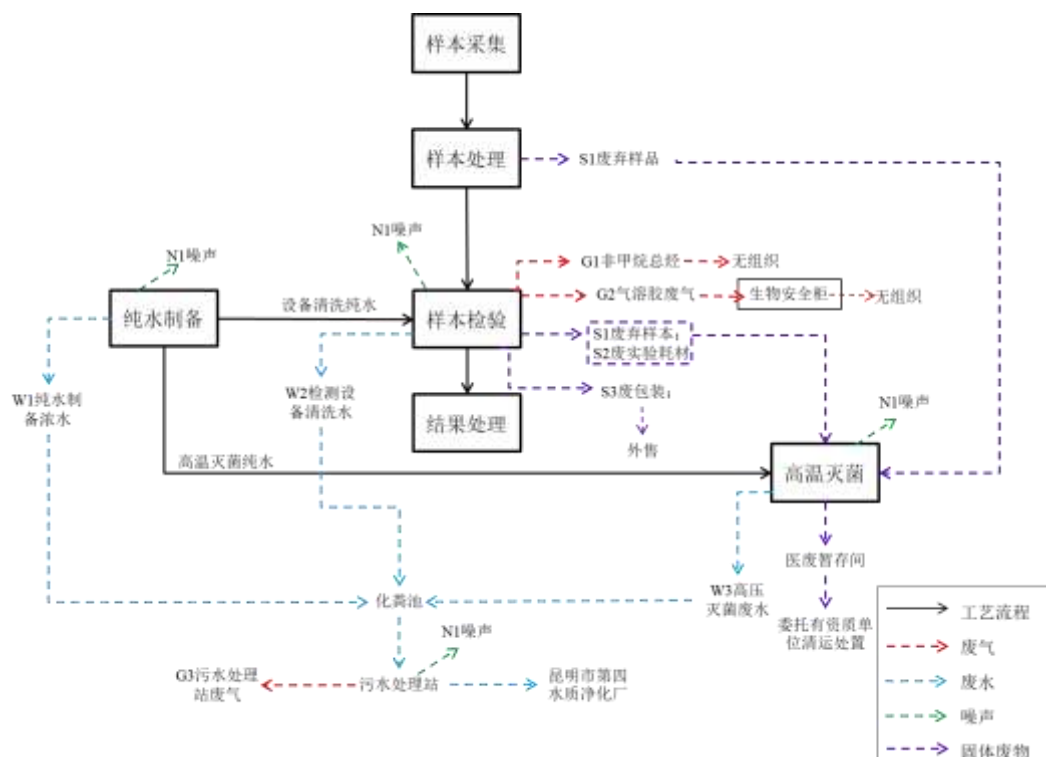 样本采集
样本处理
S1废弃样品
N1噪声
N1噪声
G1非甲烷总烃
无组织
G2气溶胶废气
生物安全柜
无组织
纯水制备
设备清洗纯水
样本检验
S1废弃样本;
S2废实验耗材
W1纯水制
备浓水
W2检测设
备清洗水
S3废包装;
结果处理
外售
N1噪声
高温灭菌纯水
高温灭菌
医废暂存间
W3高压
灭菌废水
化粪池
委托有资质单
位清运处置
N1噪声
G3污水处理
站废气
污水处理站
昆明市第四
水质净化厂
工艺流程
废气
废水
噪声
固体废物